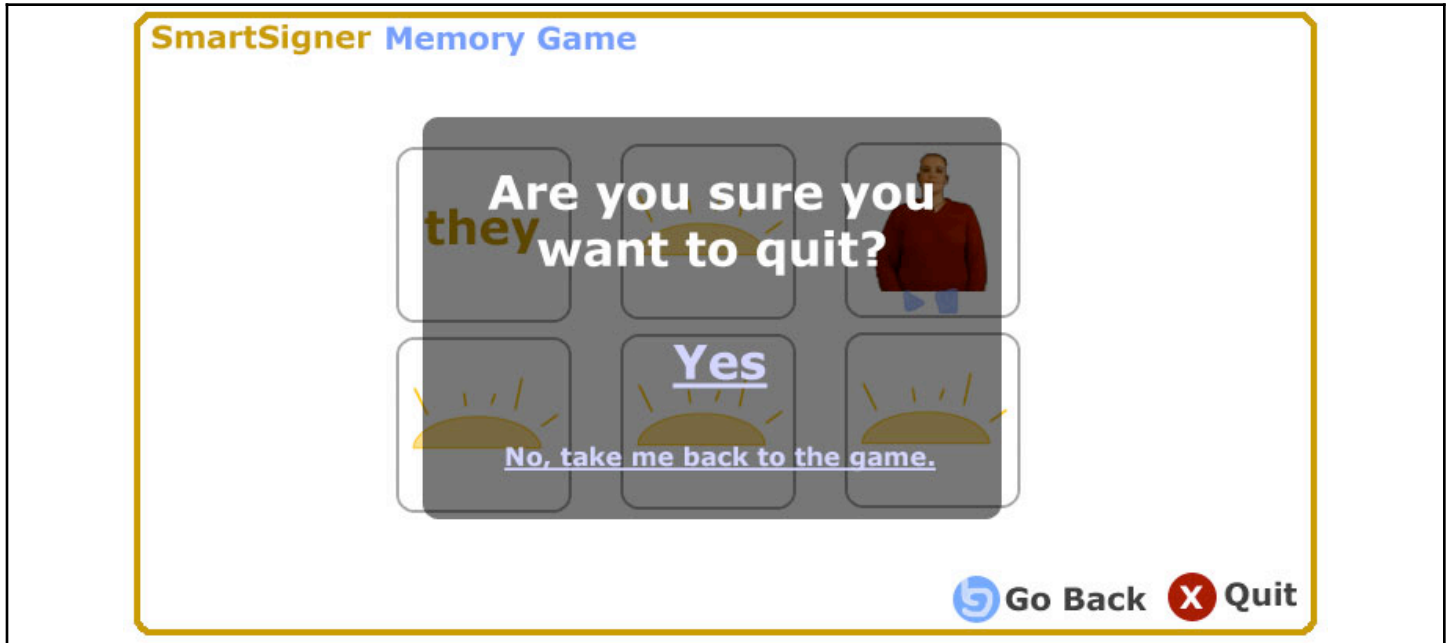 SmartSigner Memory Game
they
Are you sure you
want to quit?
Yes
No, take me back to the game.
Go Back
X Quit